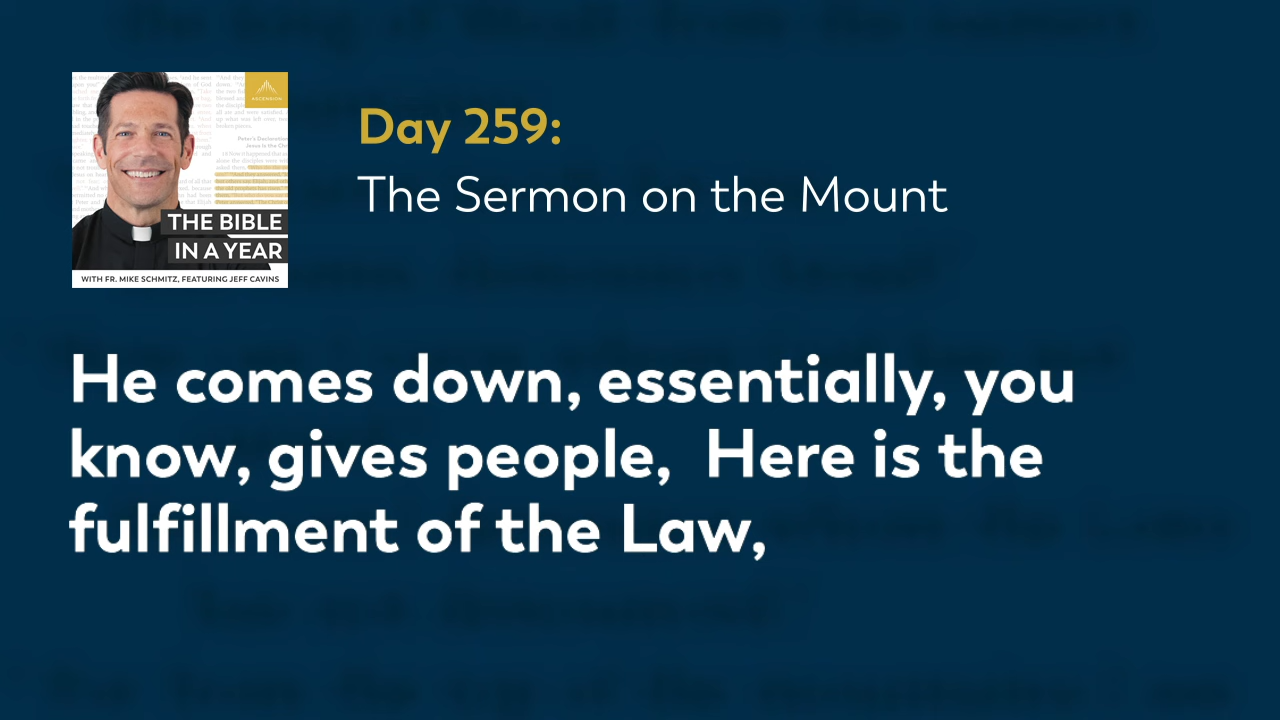 ASCENSION
THE BIBLE
IN A YEAR
WITH FR. MIKE SCHMITZ, FEATURING JEFF CAVINS
Day 259:
The Sermon on the Mount
He comes down, essentially, you
know, gives people,  Here is the
fulfillment of the Law,